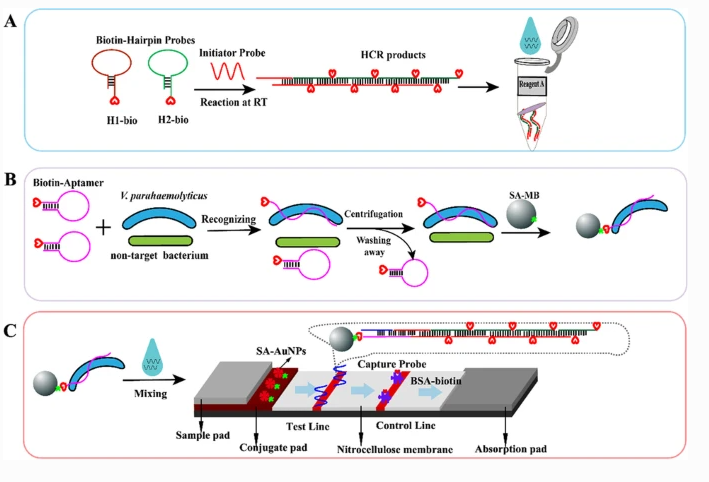 A
Biotin-Hairpin Probes
Initiator Probe
HCR products
Reaction at RT
H1-bio
H2-bio
Reagent A
B
Biotin-Aptamer
V. parahaemolyticus
Recognizing
non-target bacterium
Centrifugation
Washing
away
SA-MB
C
Mixing
SA-AuNPs
Capture Probe
BSA-biotin
Test Line
Control Line
Sample pad
Conjugate pad
Nitrocellulose membrane
Absorption pad